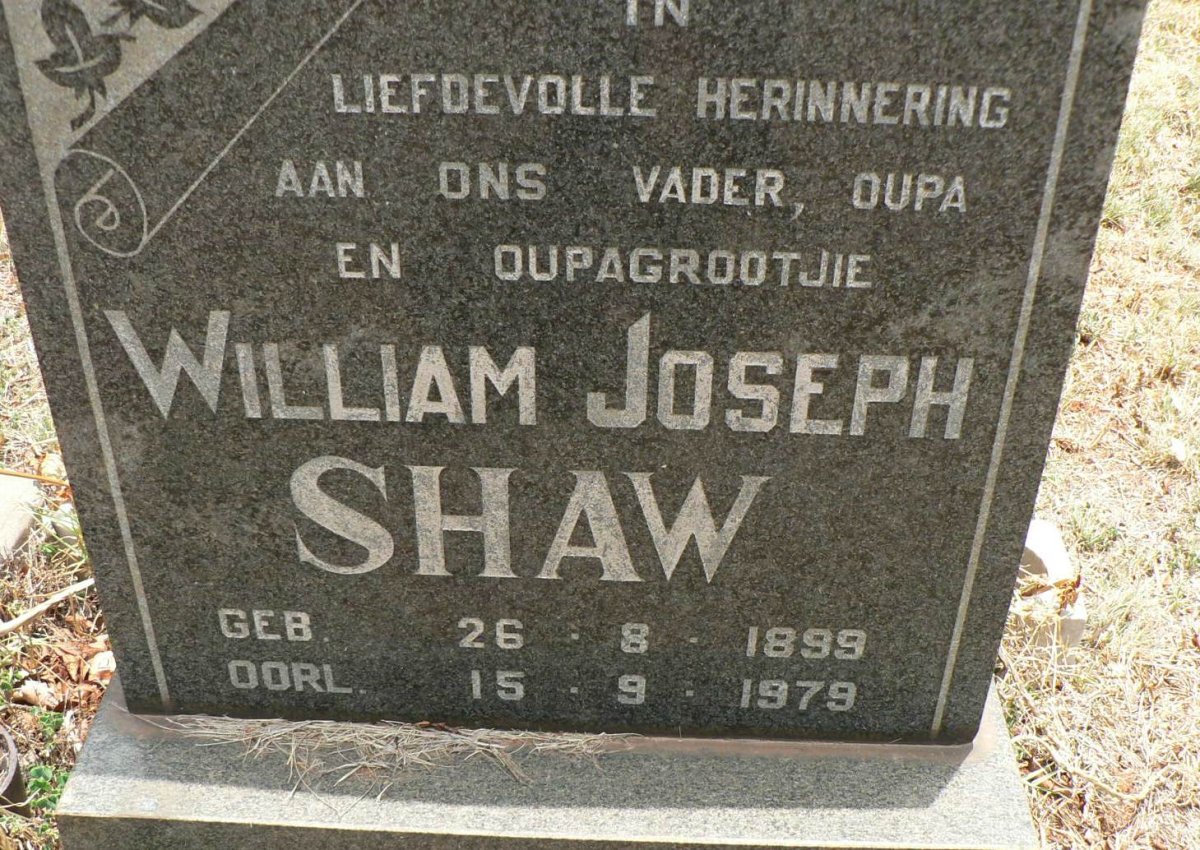 IN
LIEFDEVOLLE HERINNERING
AAN ONS VADER, OUPA
EN OUPAGROOTJIE
WILLIAM JOSEPH
SHAW
GEB. 26 · 8 · 1899
OORL. 15 · 9 · 1979